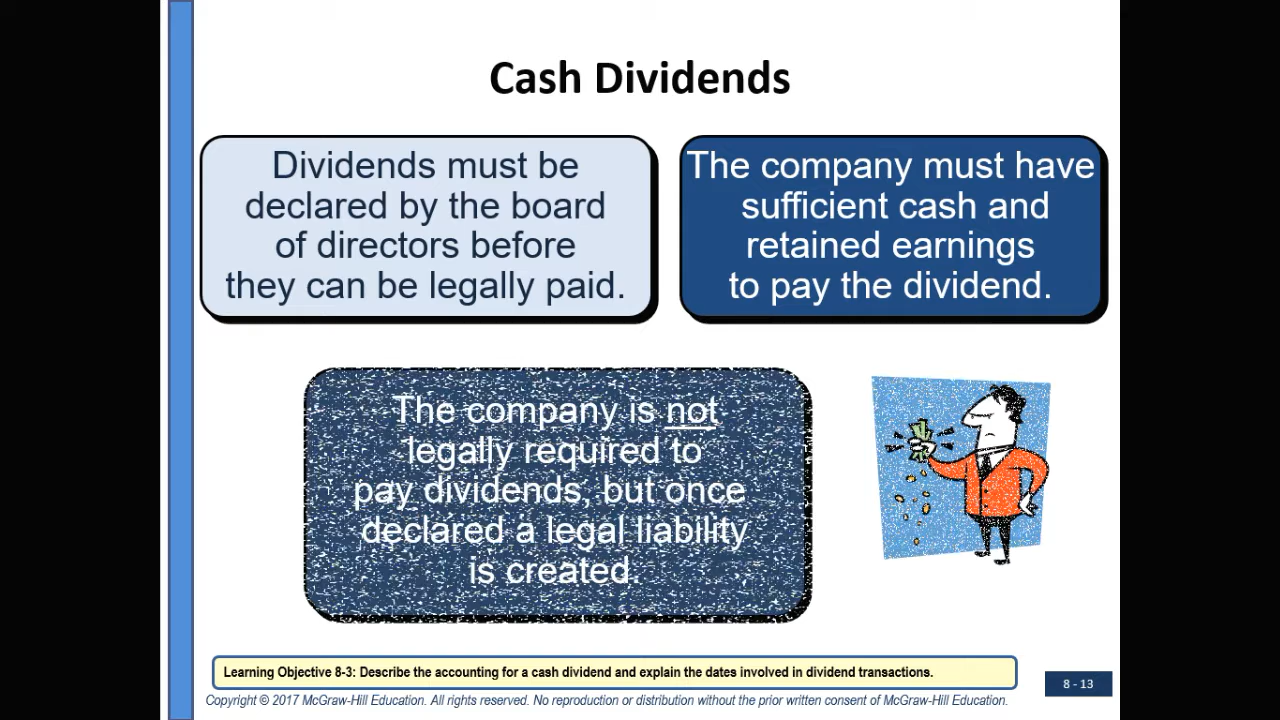 Cash Dividends
Dividends must be
declared by the board
of directors before
they can be legally paid.
The company must have
sufficient cash and
retained earnings
to pay the dividend.
The company is not
legally required to
pay dividends, but once
declared a legal liability
is created.
Learning Objective 8-3: Describe the accounting for a cash dividend and explain the dates involved in dividend transactions.
8 - 13
Copyright © 2017 McGraw-Hill Education. All rights reserved. No reproduction or distribution without the prior written consent of McGraw-Hill Education.